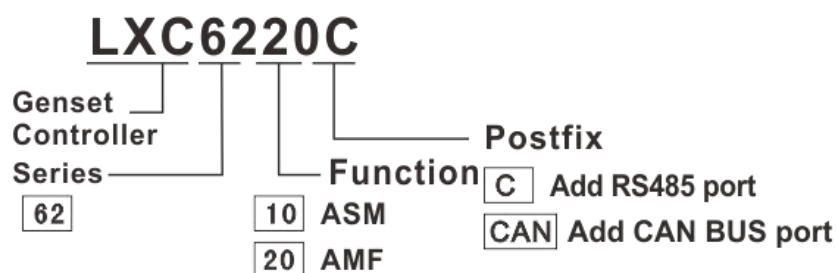 LXC6220C
Genset
Controller
Postfix
Series
Function
C Add RS485 port
62
10 ASM
CAN Add CAN BUS port
20 AMF